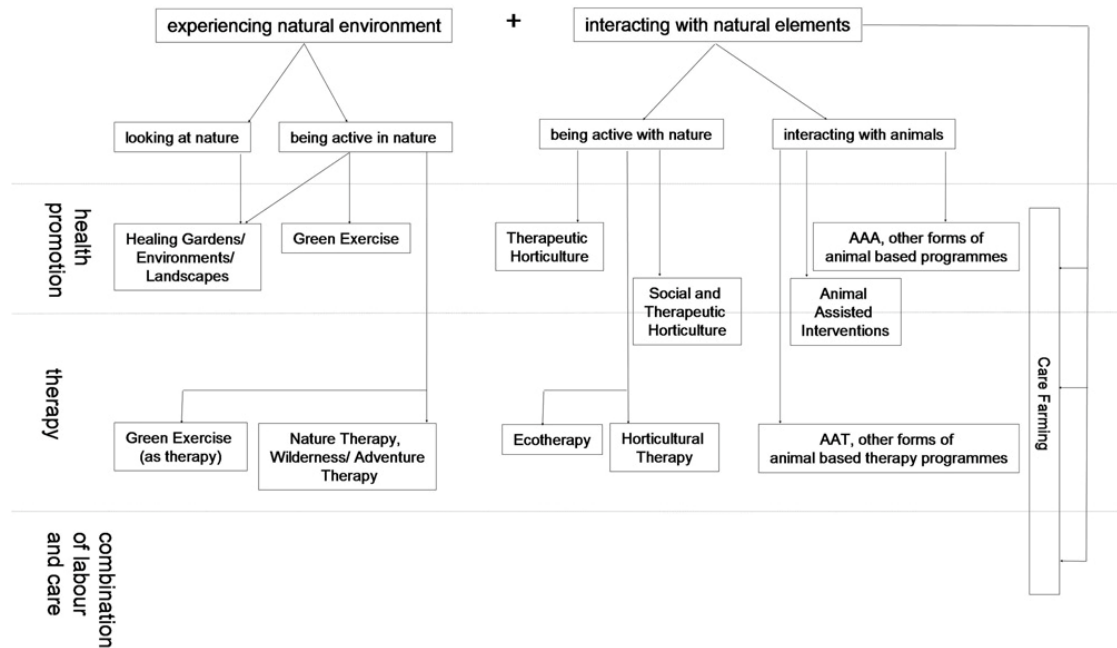 experiencing natural environment
+
interacting with natural elements
looking at nature
being active in nature
being active with nature
interacting with animals
health
promotion
Healing Gardens/
Environments/
Landscapes
Green Exercise
Therapeutic
Horticulture
AAA, other forms of
animal based programmes
Social and
Therapeutic
Horticulture
Animal
Assisted
Interventions
Care Farming
therapy
Green Exercise
(as therapy)
Nature Therapy,
Wilderness/ Adventure
Therapy
Ecotherapy
Horticultural
Therapy
AAT, other forms of
animal based therapy programmes
combination
of labour
and care